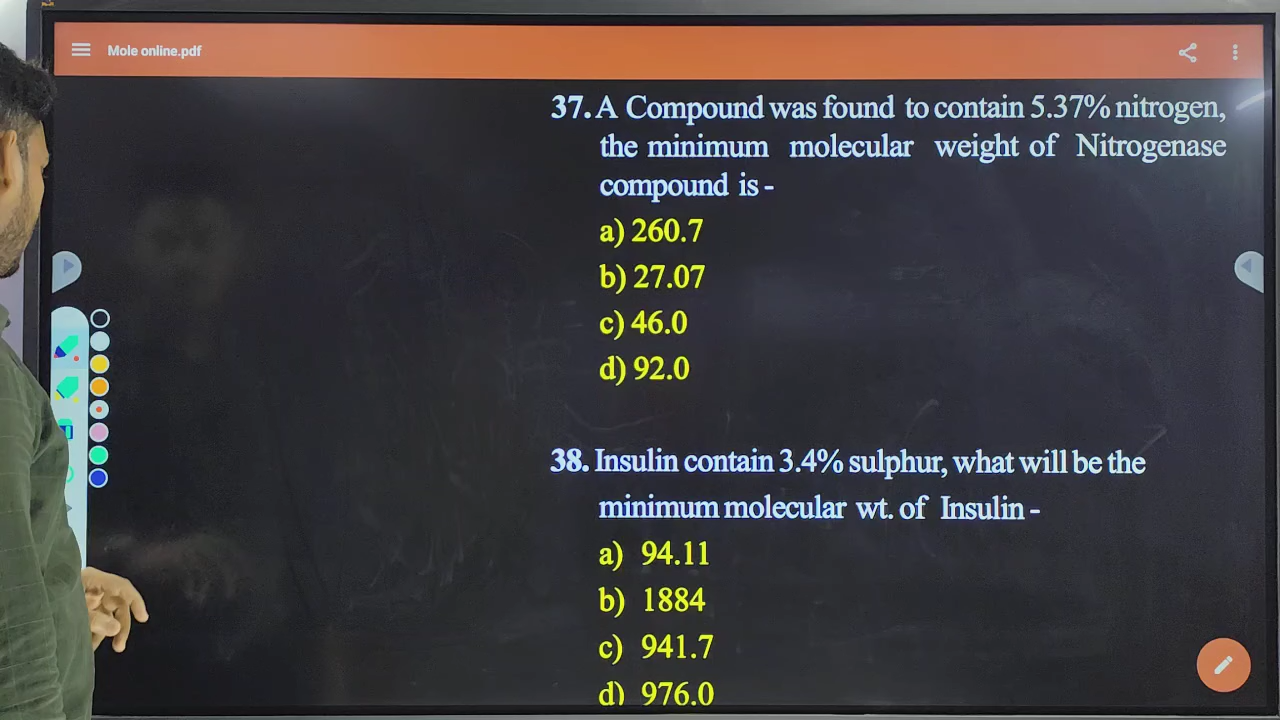 Mole online.pdf
37. A Compound was found to contain 5.37% nitrogen,
the minimum molecular weight of Nitrogenase
compound is -
a) 260.7
b) 27.07
c) 46.0
d) 92.0
38. Insulin contain 3.4% sulphur, what will be the
minimum molecular wt. of Insulin -
a) 94.11
b) 1884
c) 941.7
d) 976.0